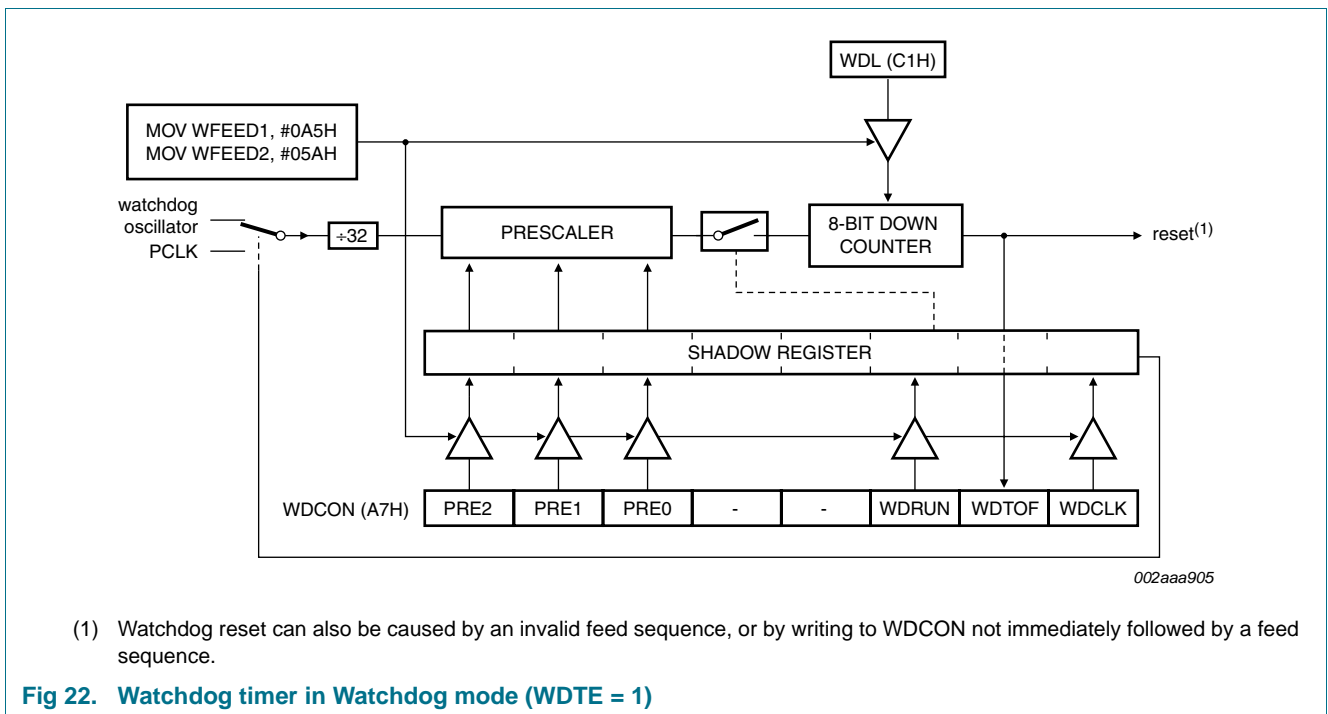 WDL (C1H)
MOV WFEED1, #0A5H
MOV WFEED2, #05AH
watchdog
oscillator
PCLK
÷32
PRESCALER
8-BIT DOWN
COUNTER
reset(1)
SHADOW REGISTER
WDCON (A7H)
PRE2 PRE1 PRE0 - - WDRUN WDTOF WDCLK
002aaa905
(1) Watchdog reset can also be caused by an invalid feed sequence, or by writing to WDCON not immediately followed by a feed
sequence.
Fig 22. Watchdog timer in Watchdog mode (WDTE = 1)